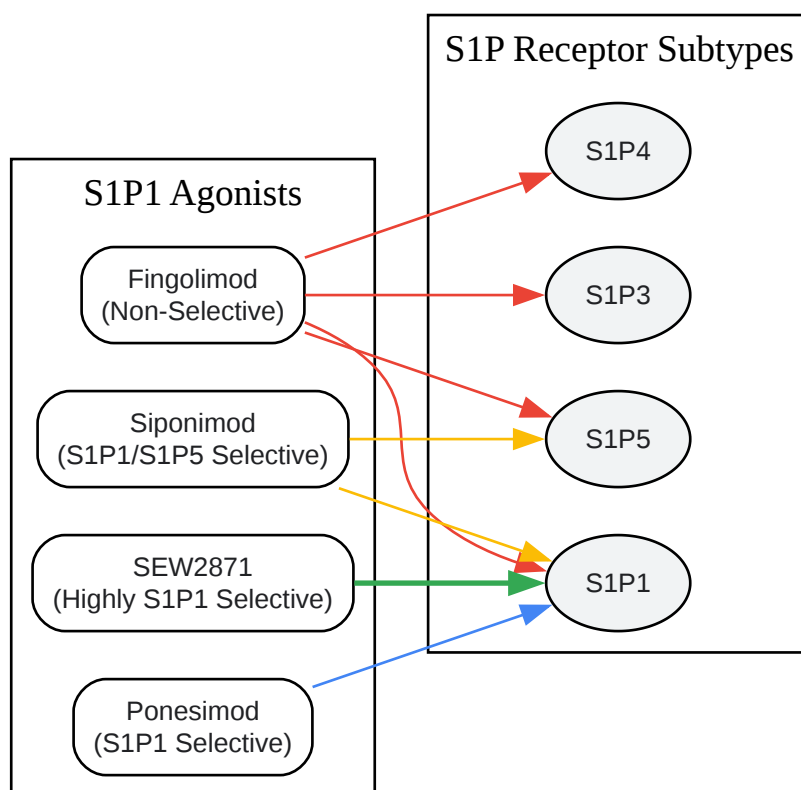 S1P Receptor Subtypes
S1P4
S1P1 Agonists
Fingolimod
(Non-Selective)
S1P3
Siponimod
(S1P1/S1P5 Selective)
S1P5
SEW2871
(Highly S1P1 Selective)
S1P1
Ponesimod
(S1P1 Selective)